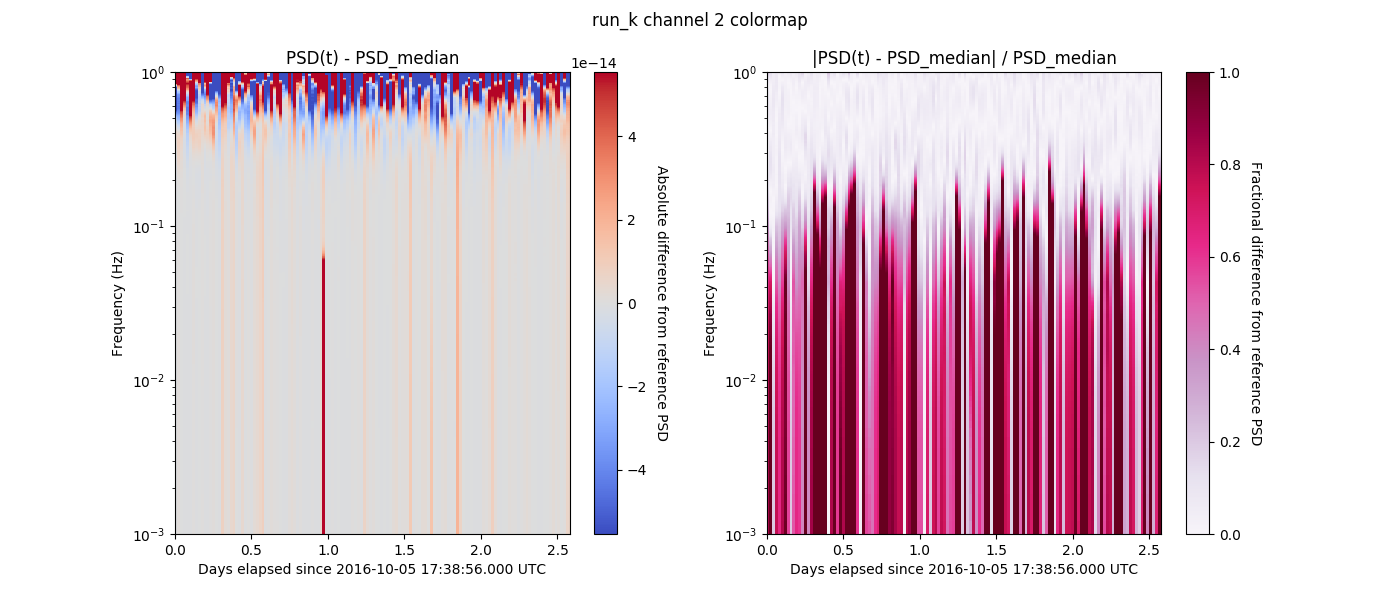 run_k channel 2 colormap
PSD(t) - PSD_median
1e−14
10⁰
10⁻¹
10⁻²
10⁻³
Frequency (Hz)
0.0 0.5 1.0 1.5 2.0 2.5
Days elapsed since 2016-10-05 17:38:56.000 UTC
4
2
0
−2
−4
Absolute difference from reference PSD
|PSD(t) - PSD_median| / PSD_median
10⁰
10⁻¹
10⁻²
10⁻³
Frequency (Hz)
0.0 0.5 1.0 1.5 2.0 2.5
Days elapsed since 2016-10-05 17:38:56.000 UTC
1.0
0.8
0.6
0.4
0.2
0.0
Fractional difference from reference PSD